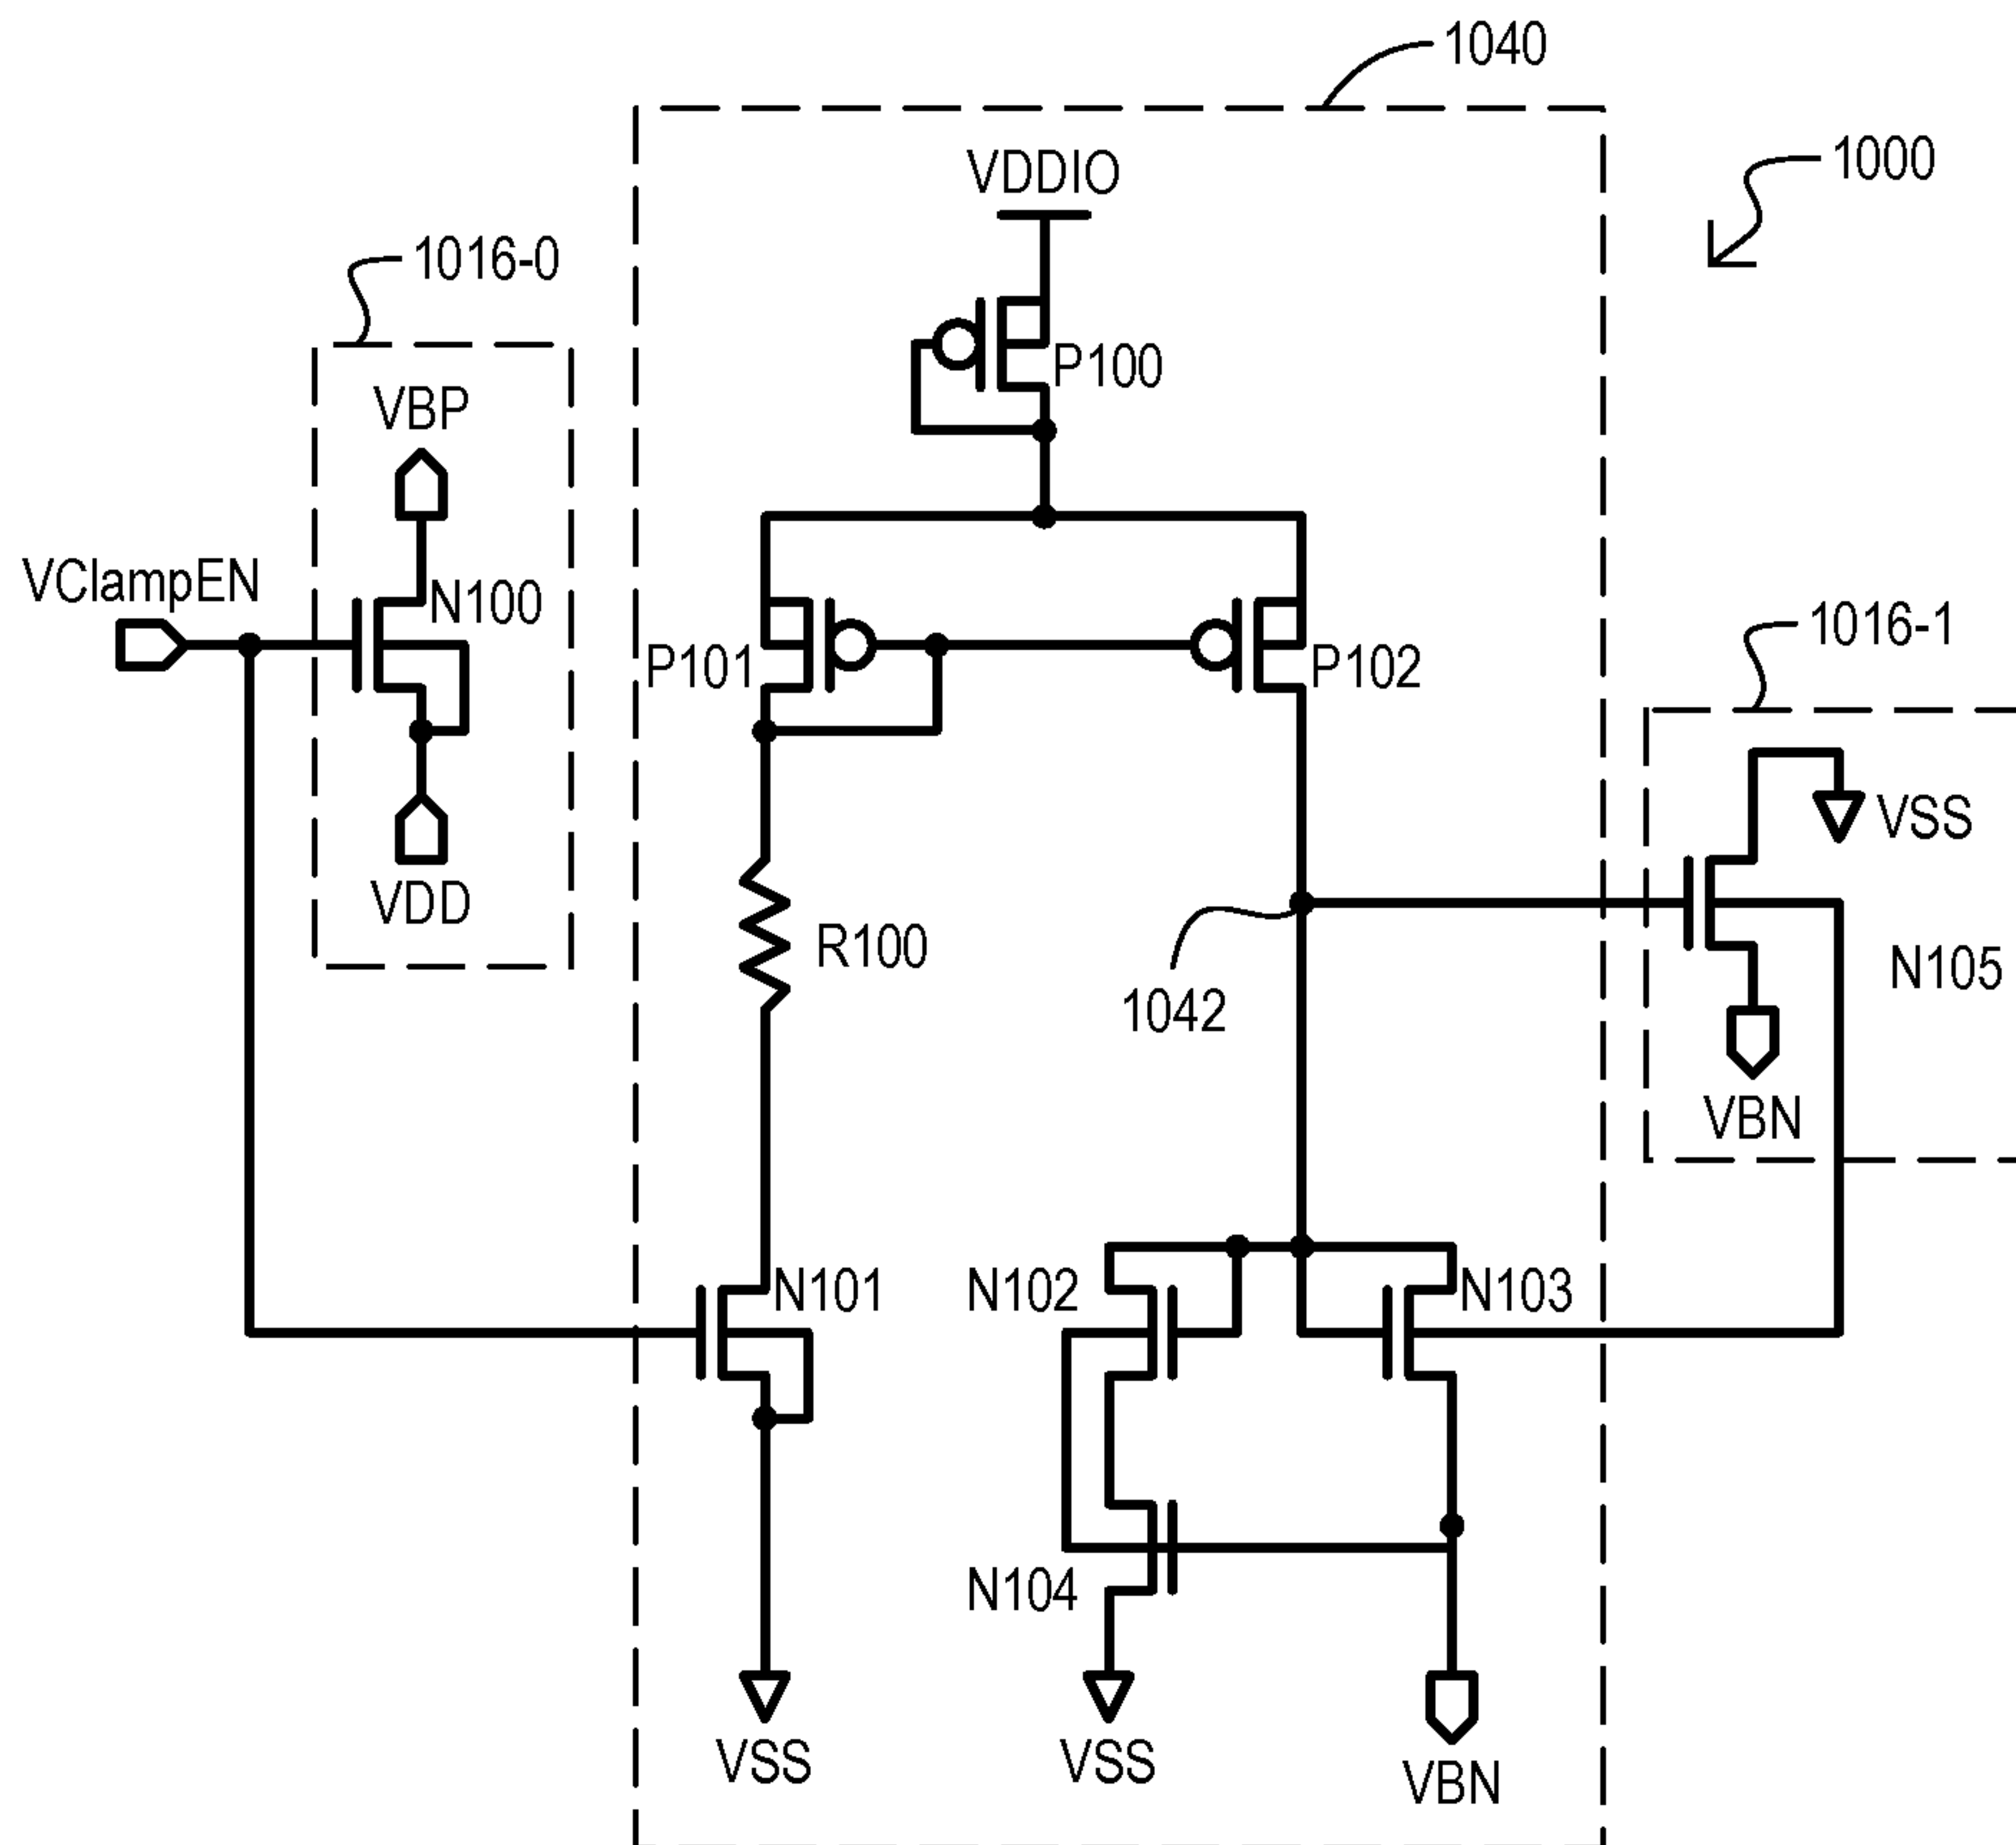 1040
VDDIO
1000
1016-0
P100
VBP
VClampEN
N100
1016-1
P101
P102
VSS
VDD
R100
N105
1042
VBN
N101
N102
N103
N104
VSS
VSS
VBN